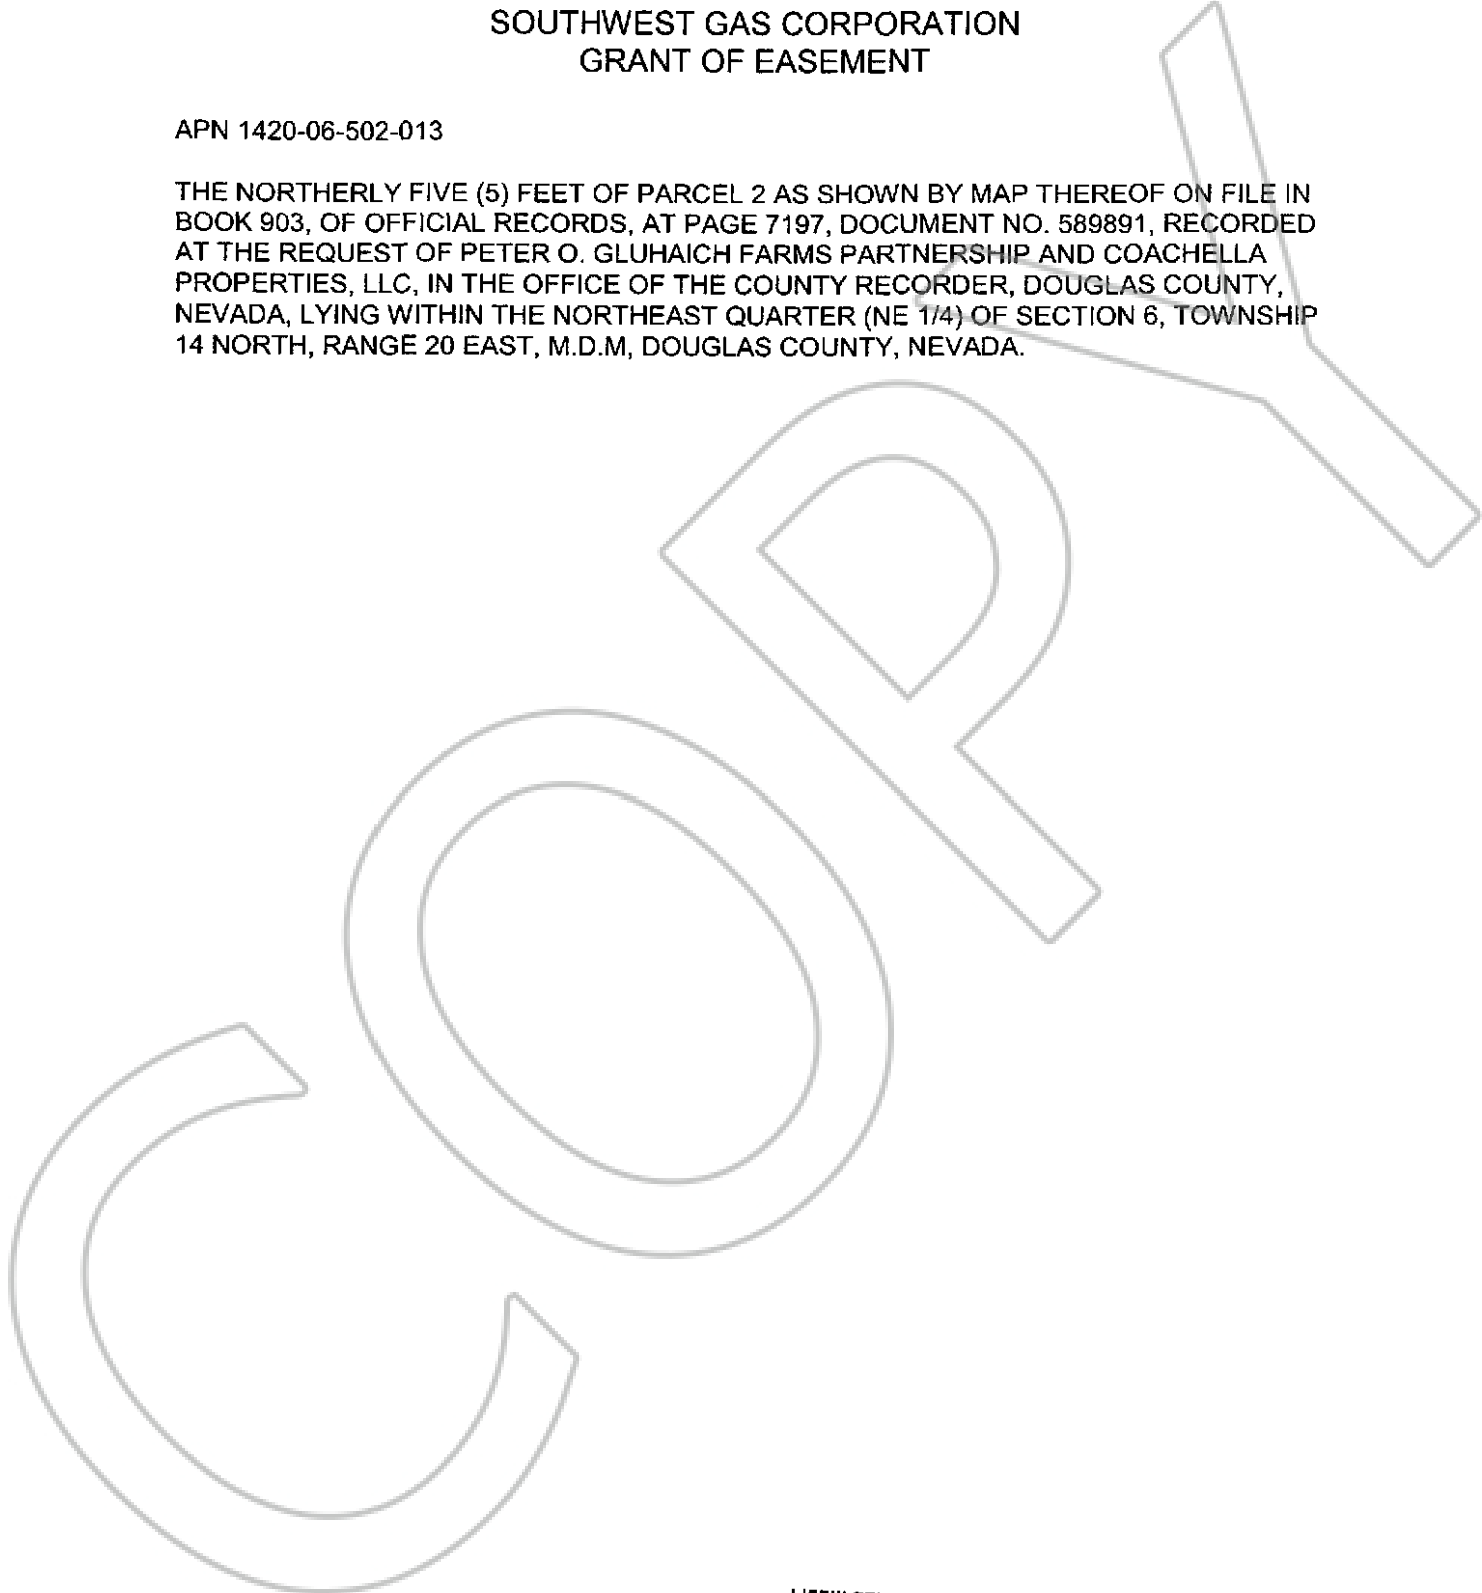 SOUTHWEST GAS CORPORATION
GRANT OF EASEMENT
APN 1420-06-502-013
THE NORTHERLY FIVE (5) FEET OF PARCEL 2 AS SHOWN BY MAP THEREOF ON FILE IN
BOOK 903, OF OFFICIAL RECORDS, AT PAGE 7197, DOCUMENT NO. 589891, RECORDED
AT THE REQUEST OF PETER O. GLUHAICH FARMS PARTNERSHIP AND COACHELLA
PROPERTIES, LLC, IN THE OFFICE OF THE COUNTY RECORDER, DOUGLAS COUNTY,
NEVADA, LYING WITHIN THE NORTHEAST QUARTER (NE 1/4) OF SECTION 6, TOWNSHIP
14 NORTH, RANGE 20 EAST, M.D.M, DOUGLAS COUNTY, NEVADA.
COPY